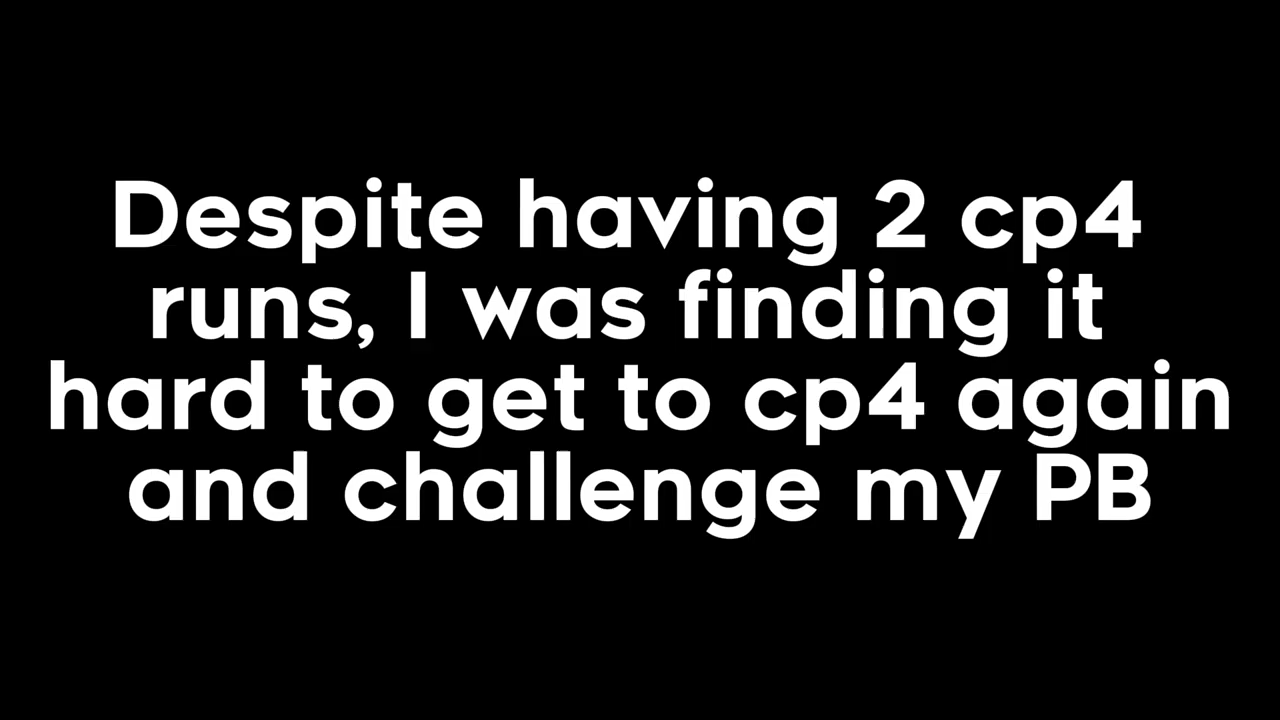 Despite having 2 cp4
runs, I was finding it
hard to get to cp4 again
and challenge my PB